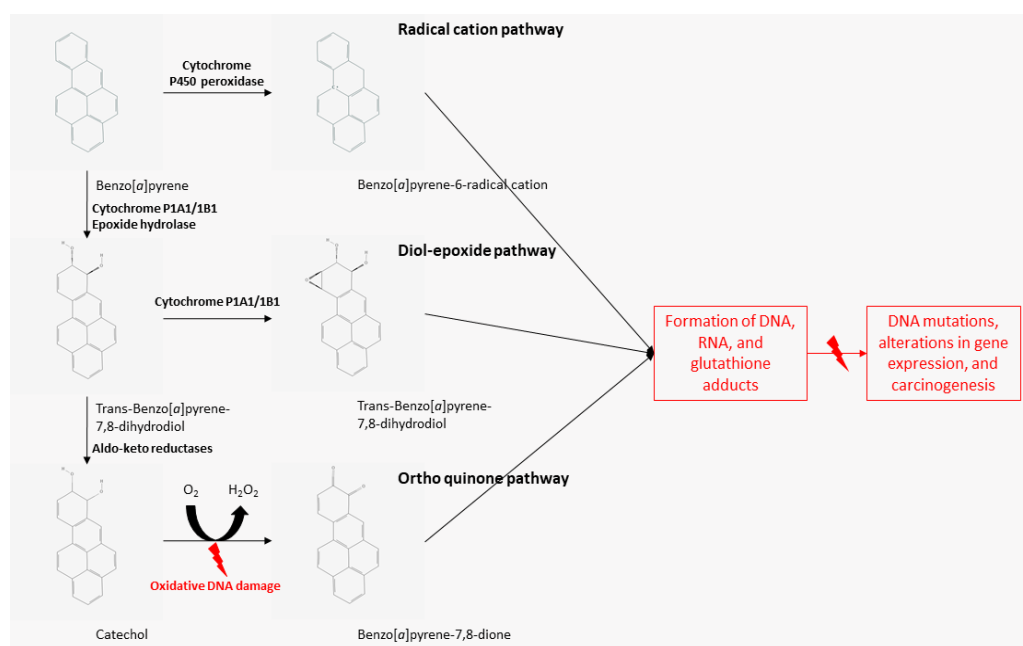 Radical cation pathway
Cytochrome
P450 peroxidase
Benzo[a]pyrene
Benzo[a]pyrene-6-radical cation
Cytochrome P1A1/1B1
Epoxide hydrolase
Diol-epoxide pathway
Cytochrome P1A1/1B1
Formation of DNA,
RNA, and
glutathione
adducts
DNA mutations,
alterations in gene
expression, and
carcinogenesis
Trans-Benzo[a]pyrene-
7,8-dihydrodiol
Trans-Benzo[a]pyrene-
7,8-dihydrodiol
Aldo-keto reductases
Ortho quinone pathway
O₂
H₂O₂
Oxidative DNA damage
Catechol
Benzo[a]pyrene-7,8-dione